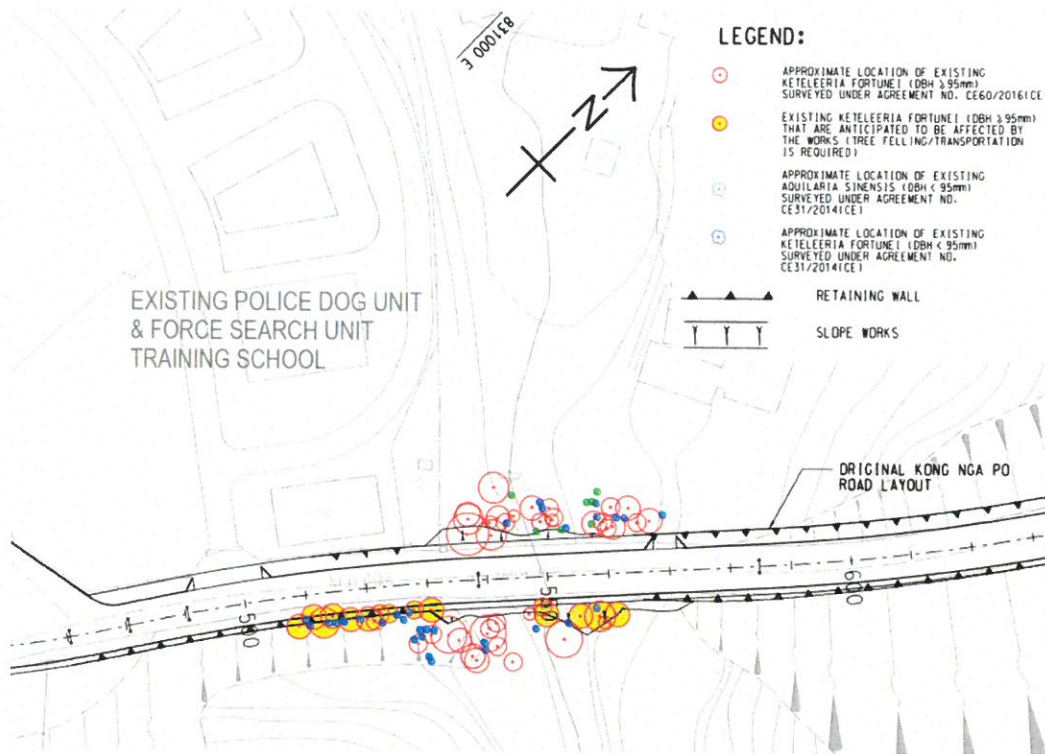 831000 E
N
LEGEND:
APPROXIMATE LOCATION OF EXISTING
KETELEERIA FORTUNEI (DBH ≥95mm)
SURVEYED UNDER AGREEMENT NO. CE60/2016(CE
EXISTING KETELEERIA FORTUNEI (DBH ≥95mm)
THAT ARE ANTICIPATED TO BE AFFECTED BY
THE WORKS (TREE FELLING/TRANSPORTATION
IS REQUIRED)
APPROXIMATE LOCATION OF EXISTING
AQUILARIA SINENSIS (DBH < 95mm)
SURVEYED UNDER AGREEMENT NO.
CE31/2014(CE)
APPROXIMATE LOCATION OF EXISTING
KETELEERIA FORTUNEI (DBH < 95mm)
SURVEYED UNDER AGREEMENT NO.
CE31/2014(CE)
RETAINING WALL
SLOPE WORKS
EXISTING POLICE DOG UNIT
& FORCE SEARCH UNIT
TRAINING SCHOOL
ORIGINAL KONG NGA PO
ROAD LAYOUT
500
550
600